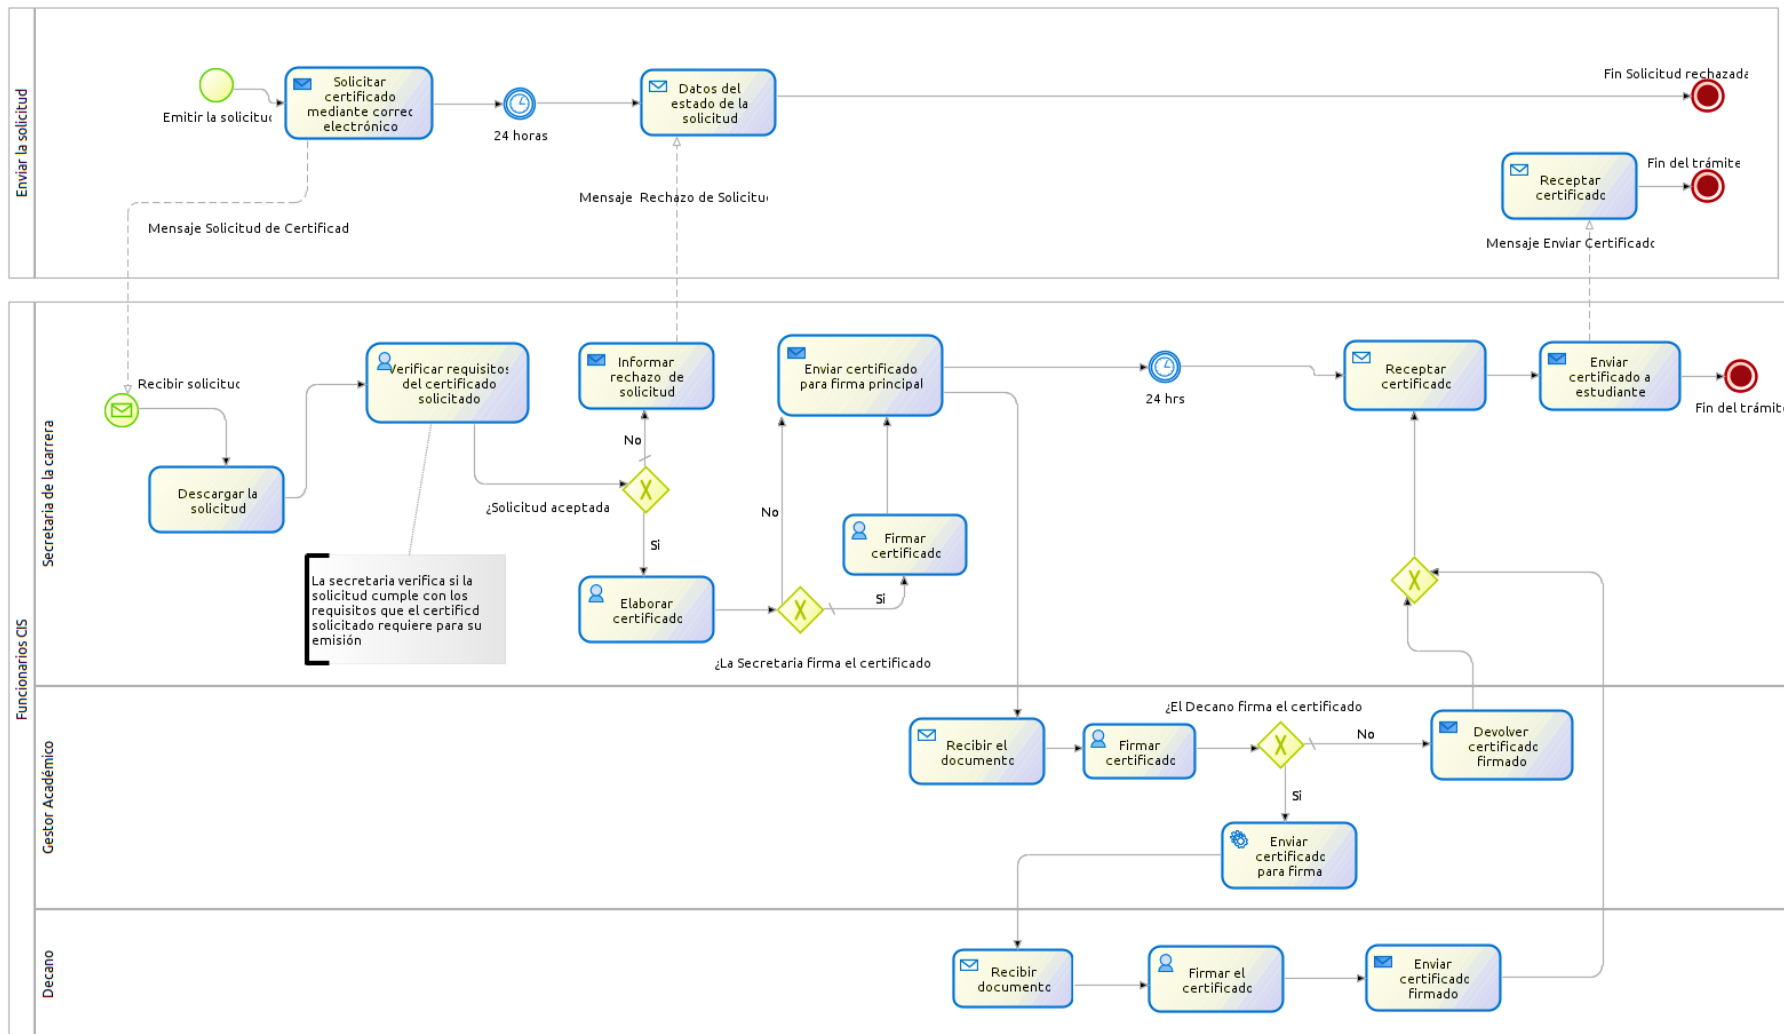 Enviar la solicitud
Emitir la solicituc
Solicitar
certificado
mediante correc
electrónico
24 horas
Datos del
estado de la
solicitud
Fin Solicitud rechazada
Mensaje Solicitud de Certificad
Mensaje Rechazo de Solicitu
Receptar
certificadc
Fin del trámite
Mensaje Enviar Certificadc
Funcionarios CIS
Secretaria de la carrera
Recibir solicituc
Descargar la
solicitud
Verificar requisitos
del certificado
solicitado
La secretaria verifica si la
solicitud cumple con los
requisitos que el certificd
solicitado requiere para su
emisión
Informar
rechazo de
solicitud
No
¿Solicitud aceptada
Si
Elaborar
certificadc
¿La Secretaria firma el certificado
No
Si
Firmar
certificadc
Enviar certificado
para firma principal
24 hrs
Receptar
certificadc
Enviar
certificado a
estudiante
Fin del trámite
Gestor Académico
Recibir el
documentc
Firmar
certificadc
¿El Decano firma el certificado
No
Devolver
certificadc
firmado
Si
Enviar
certificadc
para firma
Decano
Recibir
documentc
Firmar el
certificadc
Enviar
certificadc
firmado